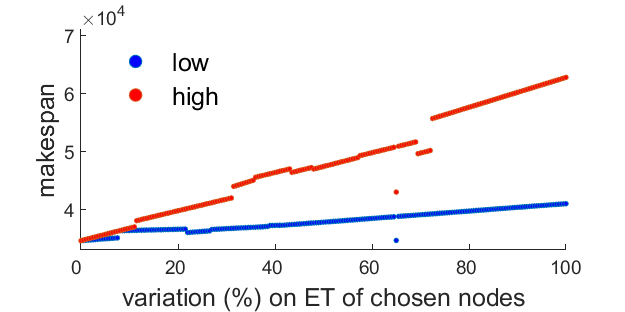 ×10⁴
7
6
5
4
makespan
low
high
0 20 40 60 80 100
variation (%) on ET of chosen nodes